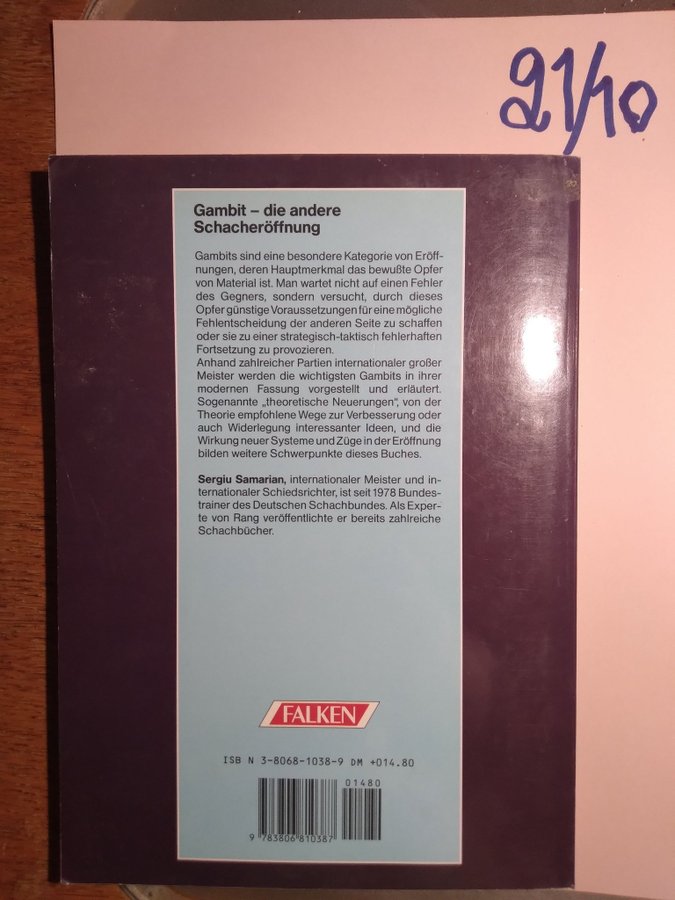 21/10
Gambit – die andere
Schacheröffnung
Gambits sind eine besondere Kategorie von Eröff-
nungen, deren Hauptmerkmal das bewußte Opfer
von Material ist. Man wartet nicht auf einen Fehler
des Gegners, sondern versucht, durch dieses
Opfer günstige Voraussetzungen für eine mögliche
Fehlentscheidung der anderen Seite zu schaffen
oder sie zu einer strategisch-taktisch fehlerhaften
Fortsetzung zu provozieren.
Anhand zahlreicher Partien internationaler großer
Meister werden die wichtigsten Gambits in ihrer
modernen Fassung vorgestellt und erläutert.
Sogenannte „theoretische Neuerungen“, von der
Theorie empfohlene Wege zur Verbesserung oder
auch Widerlegung interessanter Ideen, und die
Wirkung neuer Systeme und Züge in der Eröffnung
bilden weitere Schwerpunkte dieses Buches.
Sergiu Samarian, internationaler Meister und in-
ternationaler Schiedsrichter, ist seit 1978 Bundes-
trainer des Deutschen Schachbundes. Als Exper-
te von Rang veröffentlichte er bereits zahlreiche
Schachbücher.
FALKEN
ISB N 3-8068-1038-9 DM +014.80
01480
9 783806 810387